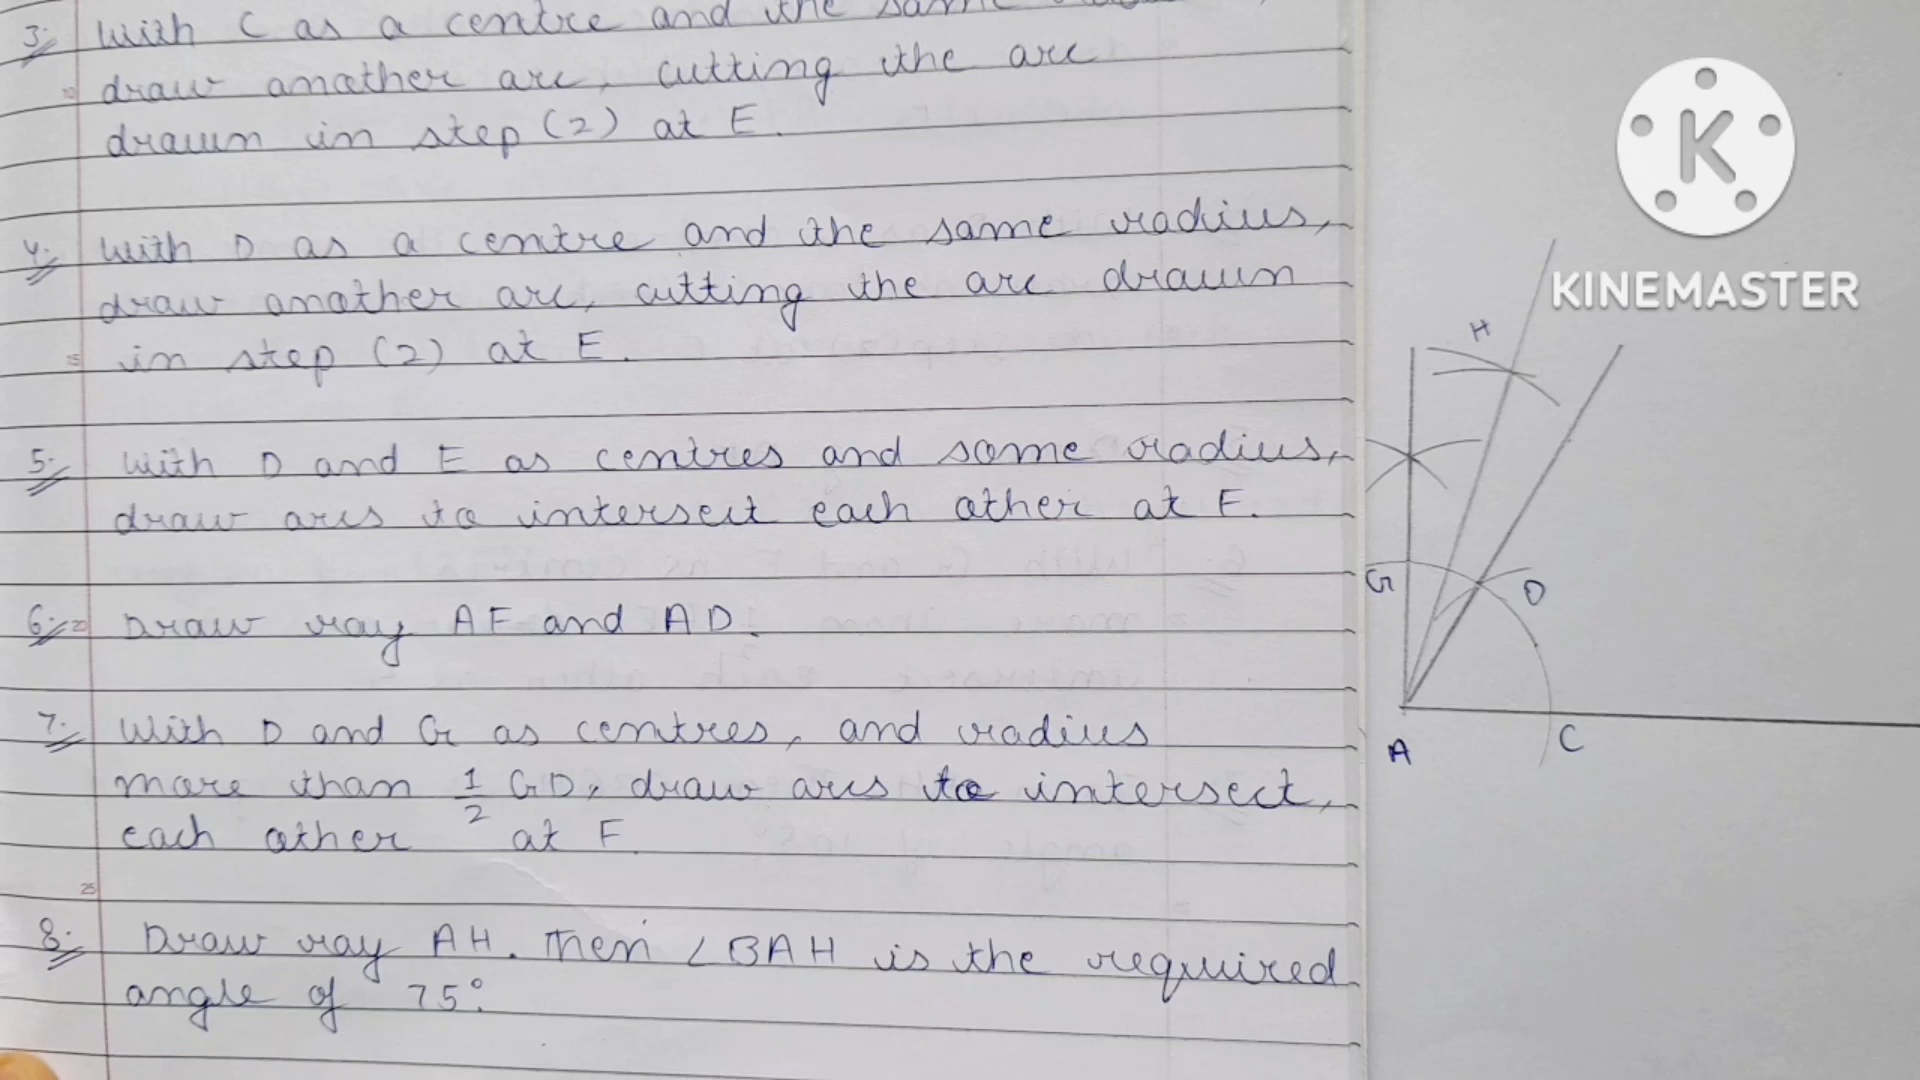 3. With C as a centre and the same
draw another arc, cutting the arc
drawn in step (2) at E.
4. With D as a centre and the same radius,
draw another arc, cutting the arc drawn
in step (2) at E.
5. With D and E as centres and same radius,
draw arcs to intersect each other at F.
6. Draw ray AF and AD.
7. With D and G as centres, and radius
more than 1/2 GD, draw arcs to intersect,
each other at F
8. Draw ray AH. Then ∠BAH is the required
angle of 75°.
K
KINEMASTER
H
G
D
A
C
25